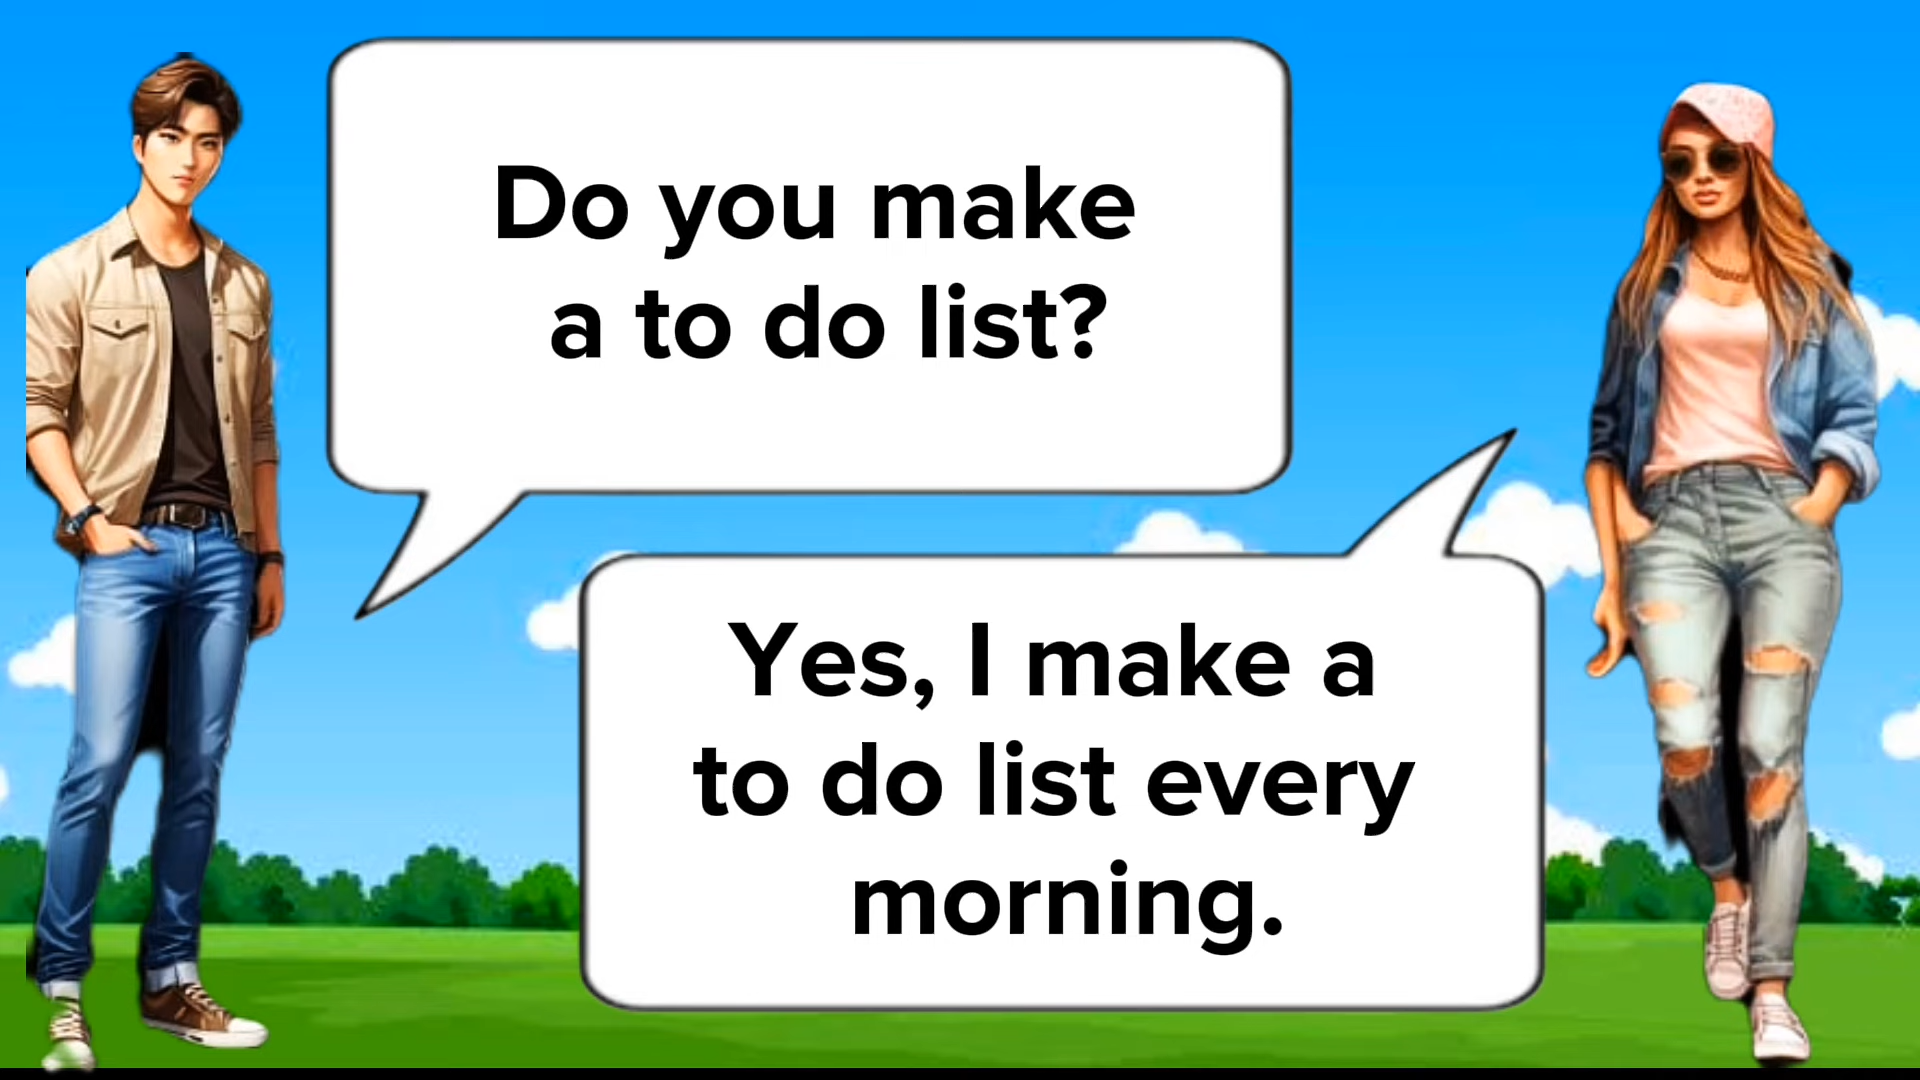 Do you make
a to do list?
Yes, I make a
to do list every
morning.